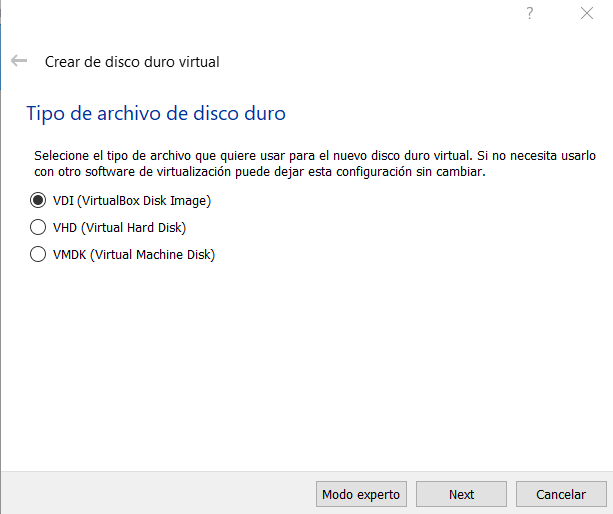 ?
Crear de disco duro virtual
Tipo de archivo de disco duro
Selecione el tipo de archivo que quiere usar para el nuevo disco duro virtual. Si no necesita usarlo
con otro software de virtualización puede dejar esta configuración sin cambiar.
VDI (VirtualBox Disk Image)
VHD (Virtual Hard Disk)
VMDK (Virtual Machine Disk)
Modo experto Next Cancelar